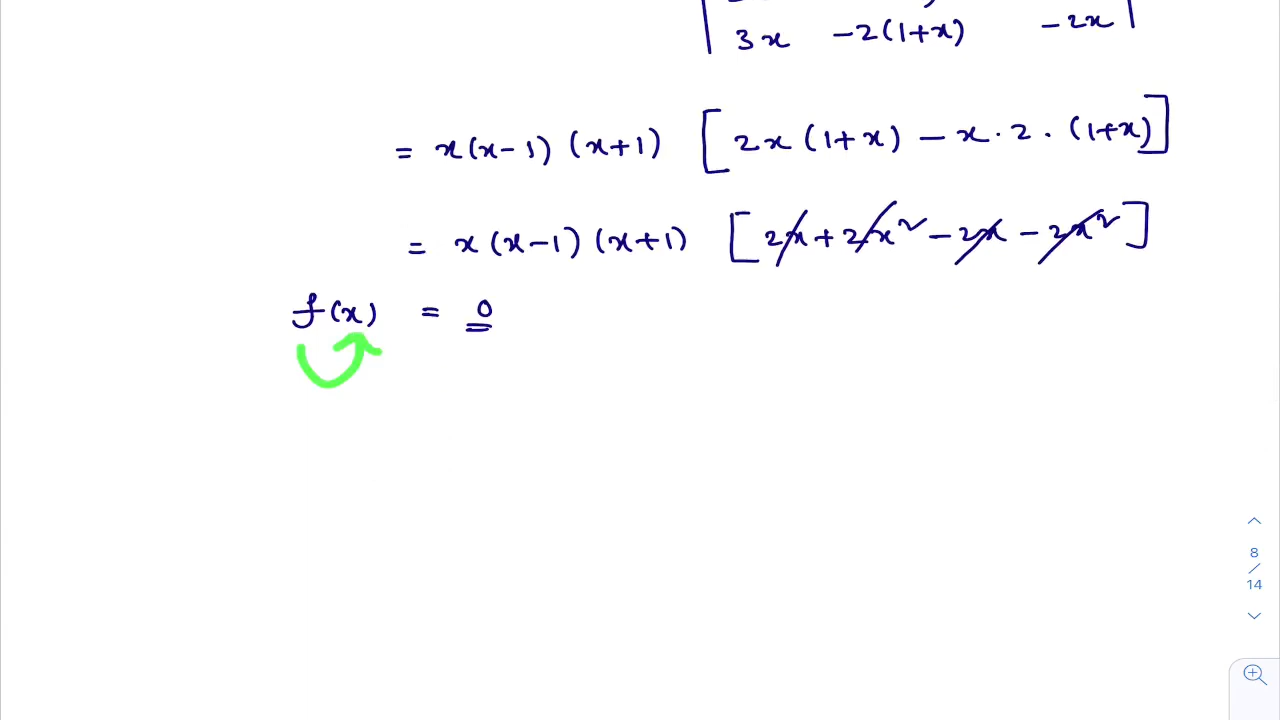 3x -2(1+x) -2x
= x(x-1) (x+1) [2x(1+x) - x·2·(1+x)]
= x(x-1)(x+1) [2x + 2x² - 2x - 2x²]
f(x) = 0
8
/
14